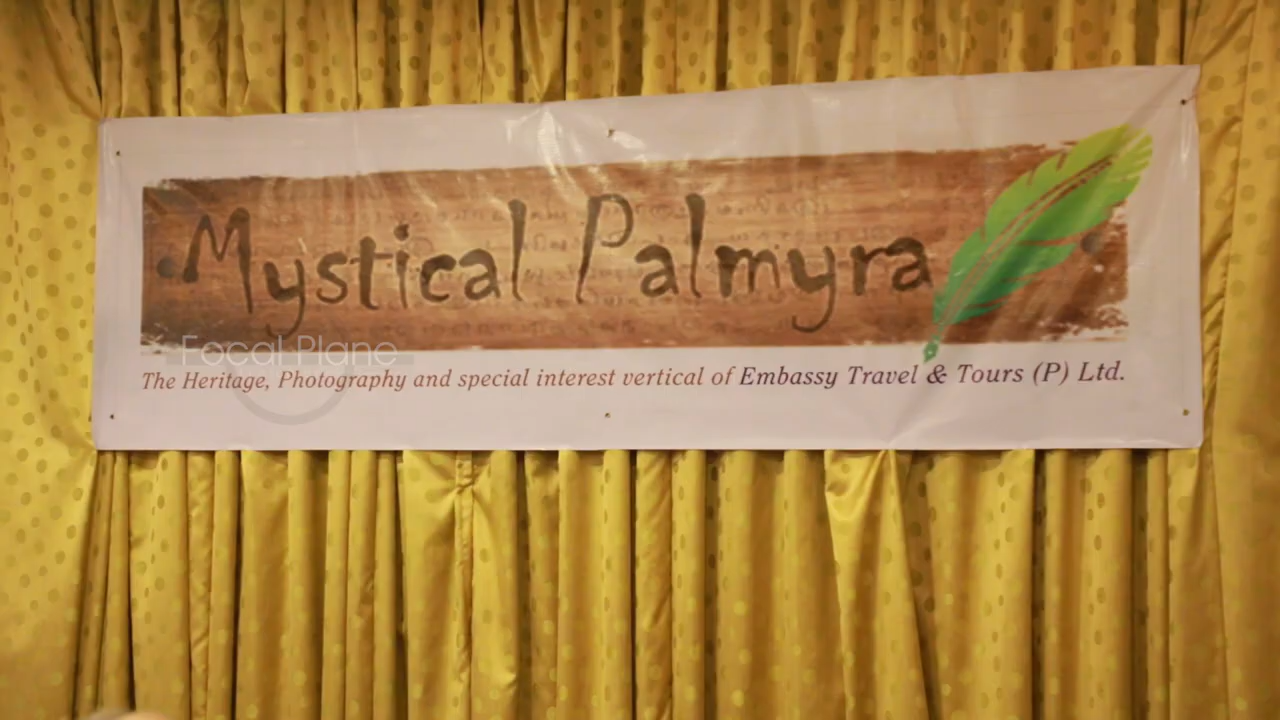 Mystical Palmyra
Focal Plane
The Heritage, Photography and special interest vertical of Embassy Travel & Tours (P) Ltd.